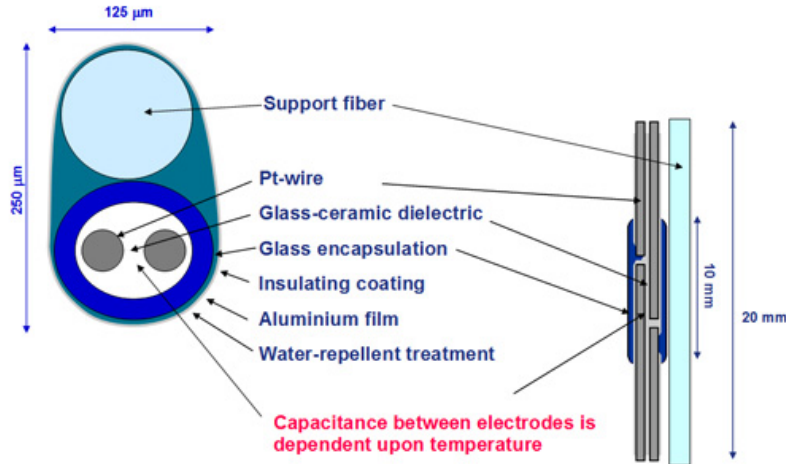 125 µm
250 µm
Support fiber
Pt-wire
Glass-ceramic dielectric
Glass encapsulation
Insulating coating
Aluminium film
Water-repellent treatment
Capacitance between electrodes is
dependent upon temperature
10 mm
20 mm